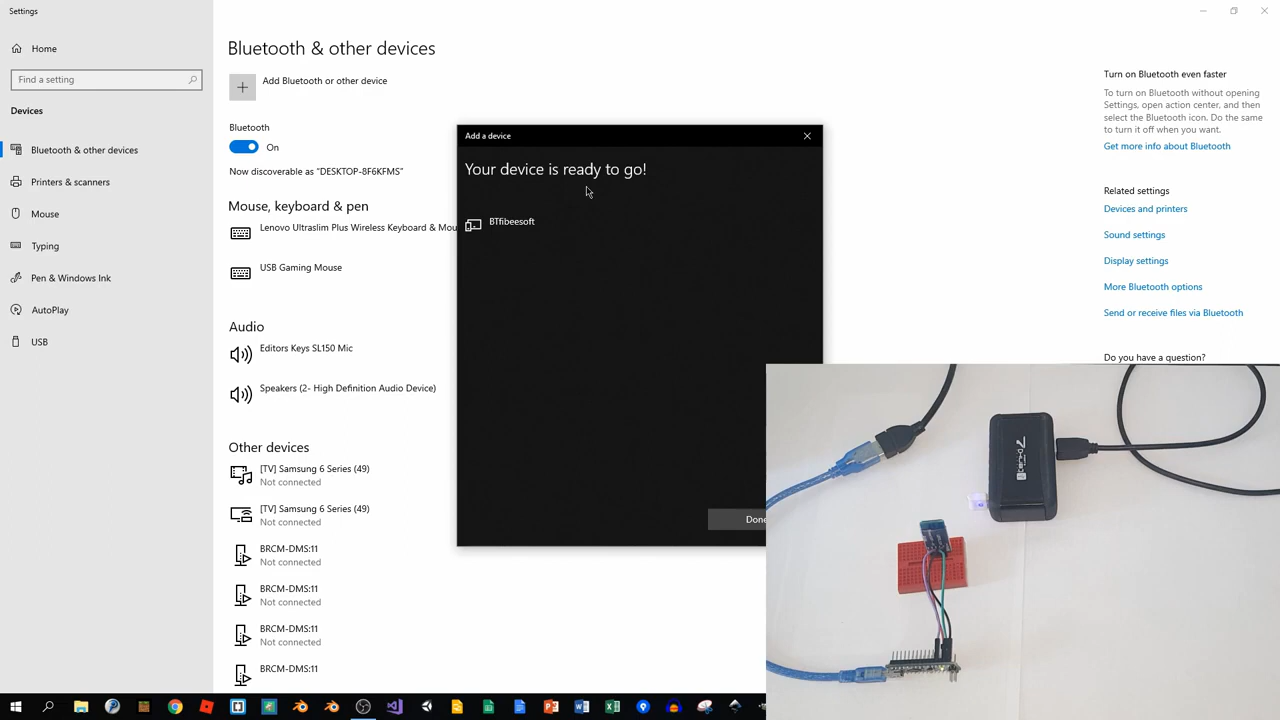 Settings
Home
Find a setting
Devices
Bluetooth & other devices
Printers & scanners
Mouse
Typing
Pen & Windows Ink
AutoPlay
USB
Bluetooth & other devices
Add Bluetooth or other device
Bluetooth
On
Now discoverable as "DESKTOP-8F6KFMS"
Mouse, keyboard & pen
Lenovo Ultraslim Plus Wireless Keyboard & Mou
USB Gaming Mouse
Audio
Editors Keys SL150 Mic
Speakers (2- High Definition Audio Device)
Other devices
[TV] Samsung 6 Series (49)
Not connected
[TV] Samsung 6 Series (49)
Not connected
BRCM-DMS:11
Not connected
BRCM-DMS:11
Not connected
BRCM-DMS:11
Not connected
BRCM-DMS:11
Add a device
Your device is ready to go!
BTfibeesoft
Done
Turn on Bluetooth even faster
To turn on Bluetooth without opening
Settings, open action center, and then
select the Bluetooth icon. Do the same
to turn it off when you want.
Get more info about Bluetooth
Related settings
Devices and printers
Sound settings
Display settings
More Bluetooth options
Send or receive files via Bluetooth
Do you have a question?